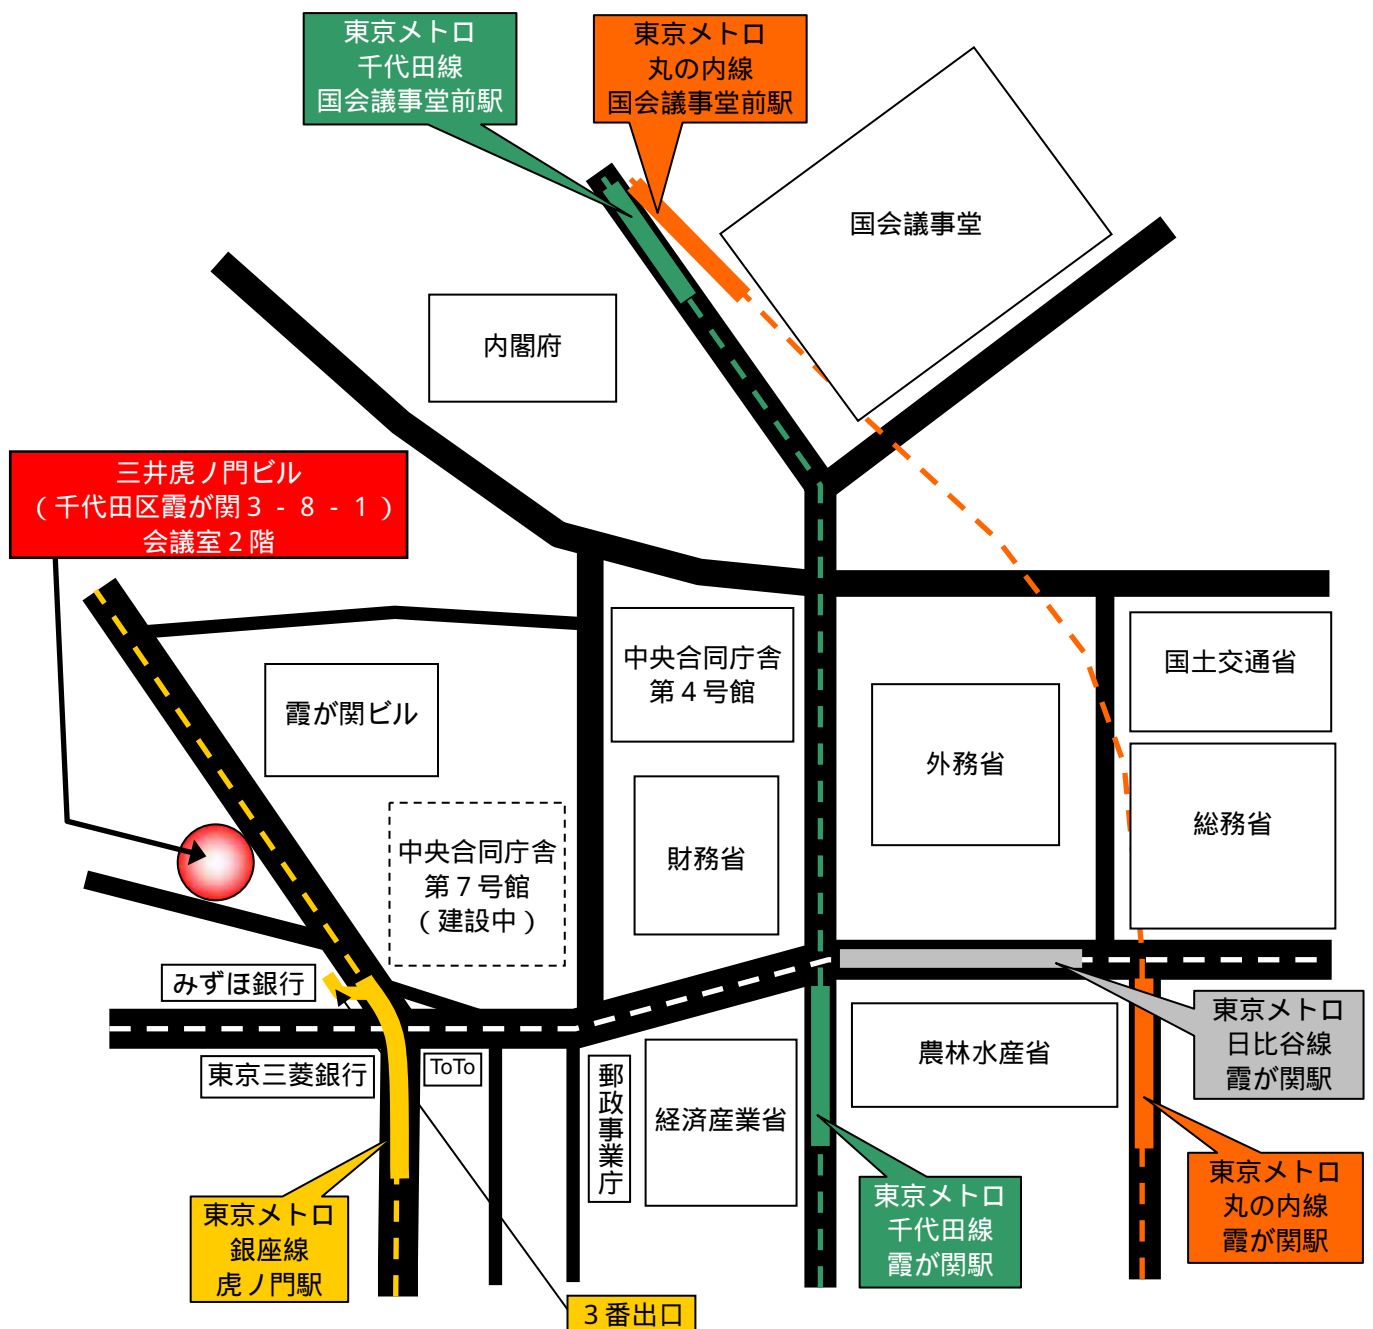 東京メトロ
千代田線
国会議事堂前駅
東京メトロ
丸の内線
国会議事堂前駅
国会議事堂
内閣府
三井虎ノ門ビル
（千代田区霞が関３－８－１）
会議室２階
中央合同庁舎
第４号館
国土交通省
霞が関ビル
外務省
総務省
中央合同庁舎
第７号館
（建設中）
財務省
みずほ銀行
東京三菱銀行
ToTo
郵政事業庁
経済産業省
農林水産省
東京メトロ
日比谷線
霞が関駅
東京メトロ
銀座線
虎ノ門駅
東京メトロ
千代田線
霞が関駅
東京メトロ
丸の内線
霞が関駅
３番出口